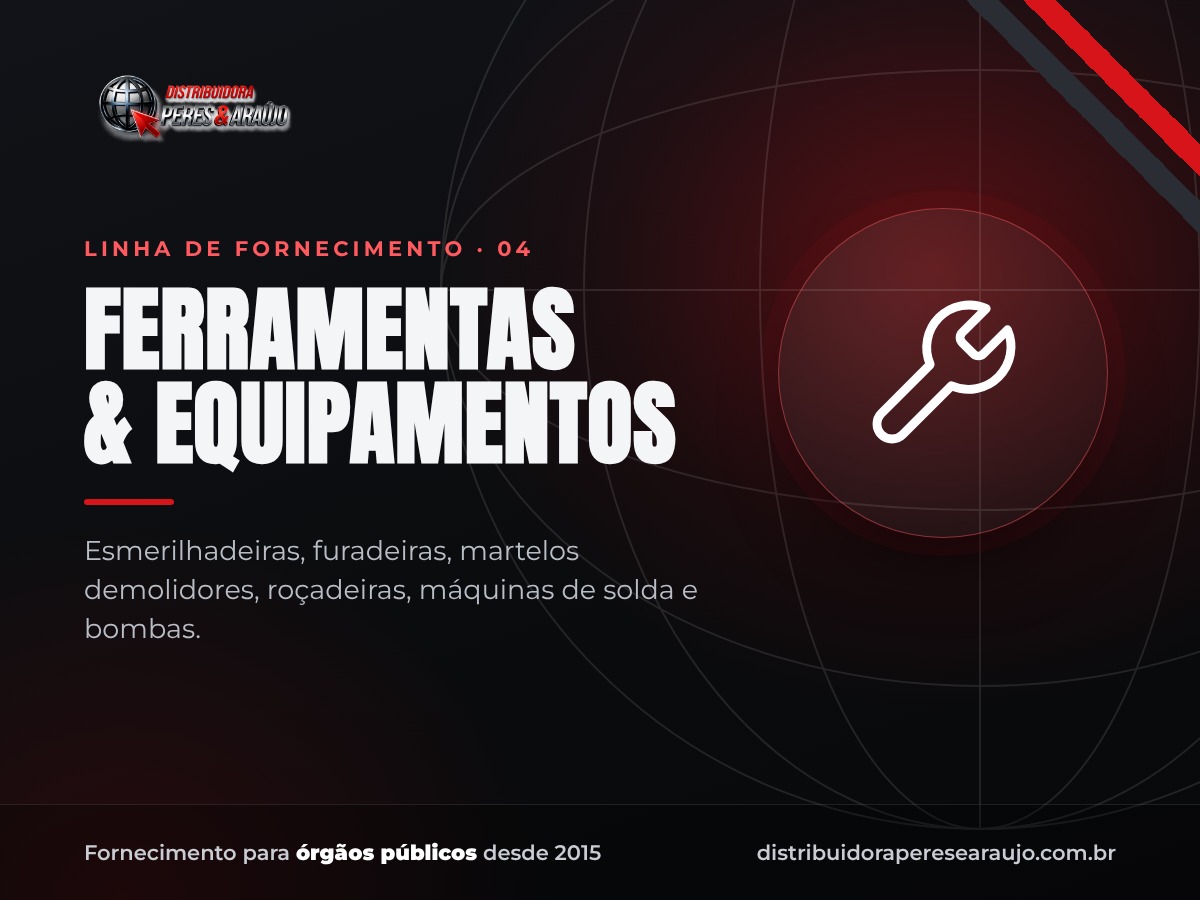 DISTRIBUIDORA
PERES & ARAÚJO
LINHA DE FORNECIMENTO · 04
FERRAMENTAS
& EQUIPAMENTOS
Esmerilhadeiras, furadeiras, martelos
demolidores, roçadeiras, máquinas de solda e
bombas.
Fornecimento para órgãos públicos desde 2015
distribuidoraperesearaujo.com.br